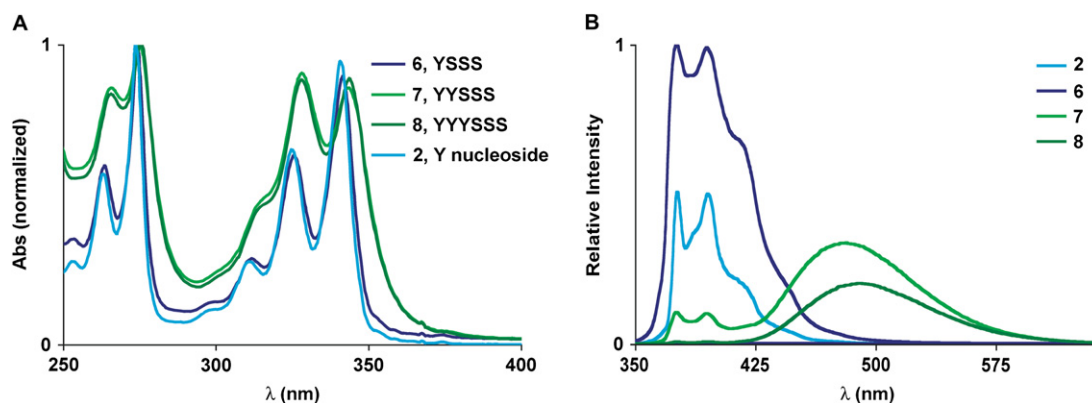 A
Abs (normalized)
1
0
250
300
350
400
λ (nm)
6, YSSS
7, YYSSS
8, YYYSSS
2, Y nucleoside
B
Relative Intensity
1
0
350
425
500
575
λ (nm)
2
6
7
8